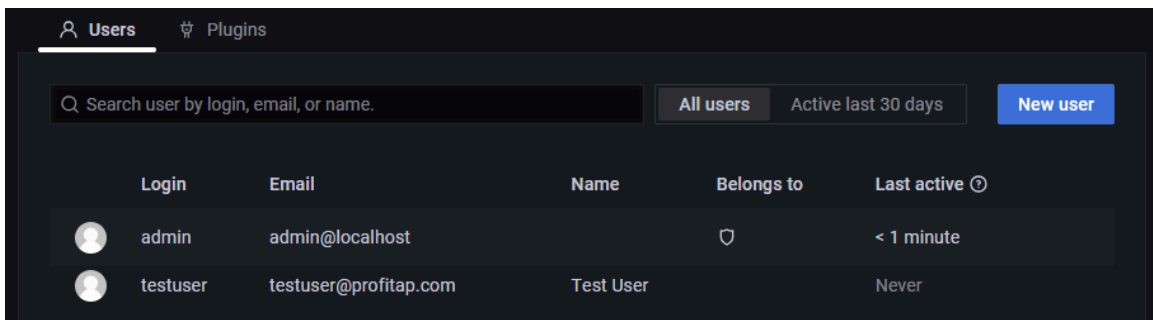 Users Plugins
Search user by login, email, or name. All users Active last 30 days New user
Login Email Name Belongs to Last active
admin admin@localhost < 1 minute
testuser testuser@profitap.com Test User Never